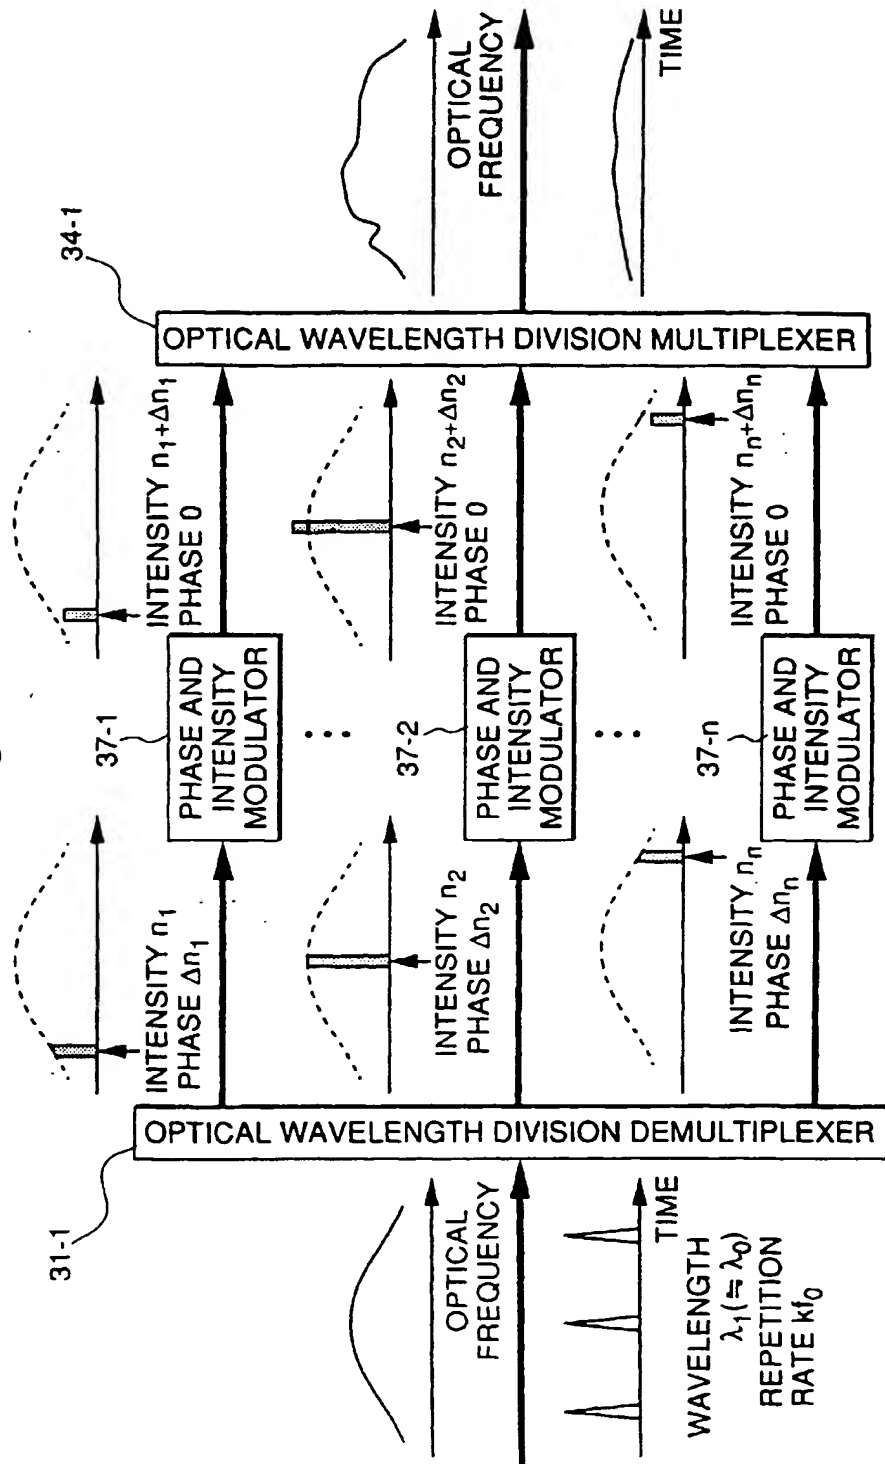 31-1
OPTICAL
FREQUENCY
TIME
WAVELENGTH
λ₁(≒λ₀)
REPETITION
RATE kf₀
OPTICAL WAVELENGTH DIVISION DEMULTIPLEXER
INTENSITY n₁
PHASE Δn₁
INTENSITY n₂
PHASE Δn₂
INTENSITY nₙ
PHASE Δnₙ
37-1
PHASE AND
INTENSITY
MODULATOR
...
37-2
PHASE AND
INTENSITY
MODULATOR
...
37-n
PHASE AND
INTENSITY
MODULATOR
INTENSITY n₁+Δn₁
PHASE 0
INTENSITY n₂+Δn₂
PHASE 0
INTENSITY nₙ+Δnₙ
PHASE 0
34-1
OPTICAL WAVELENGTH DIVISION MULTIPLEXER
OPTICAL
FREQUENCY
TIME